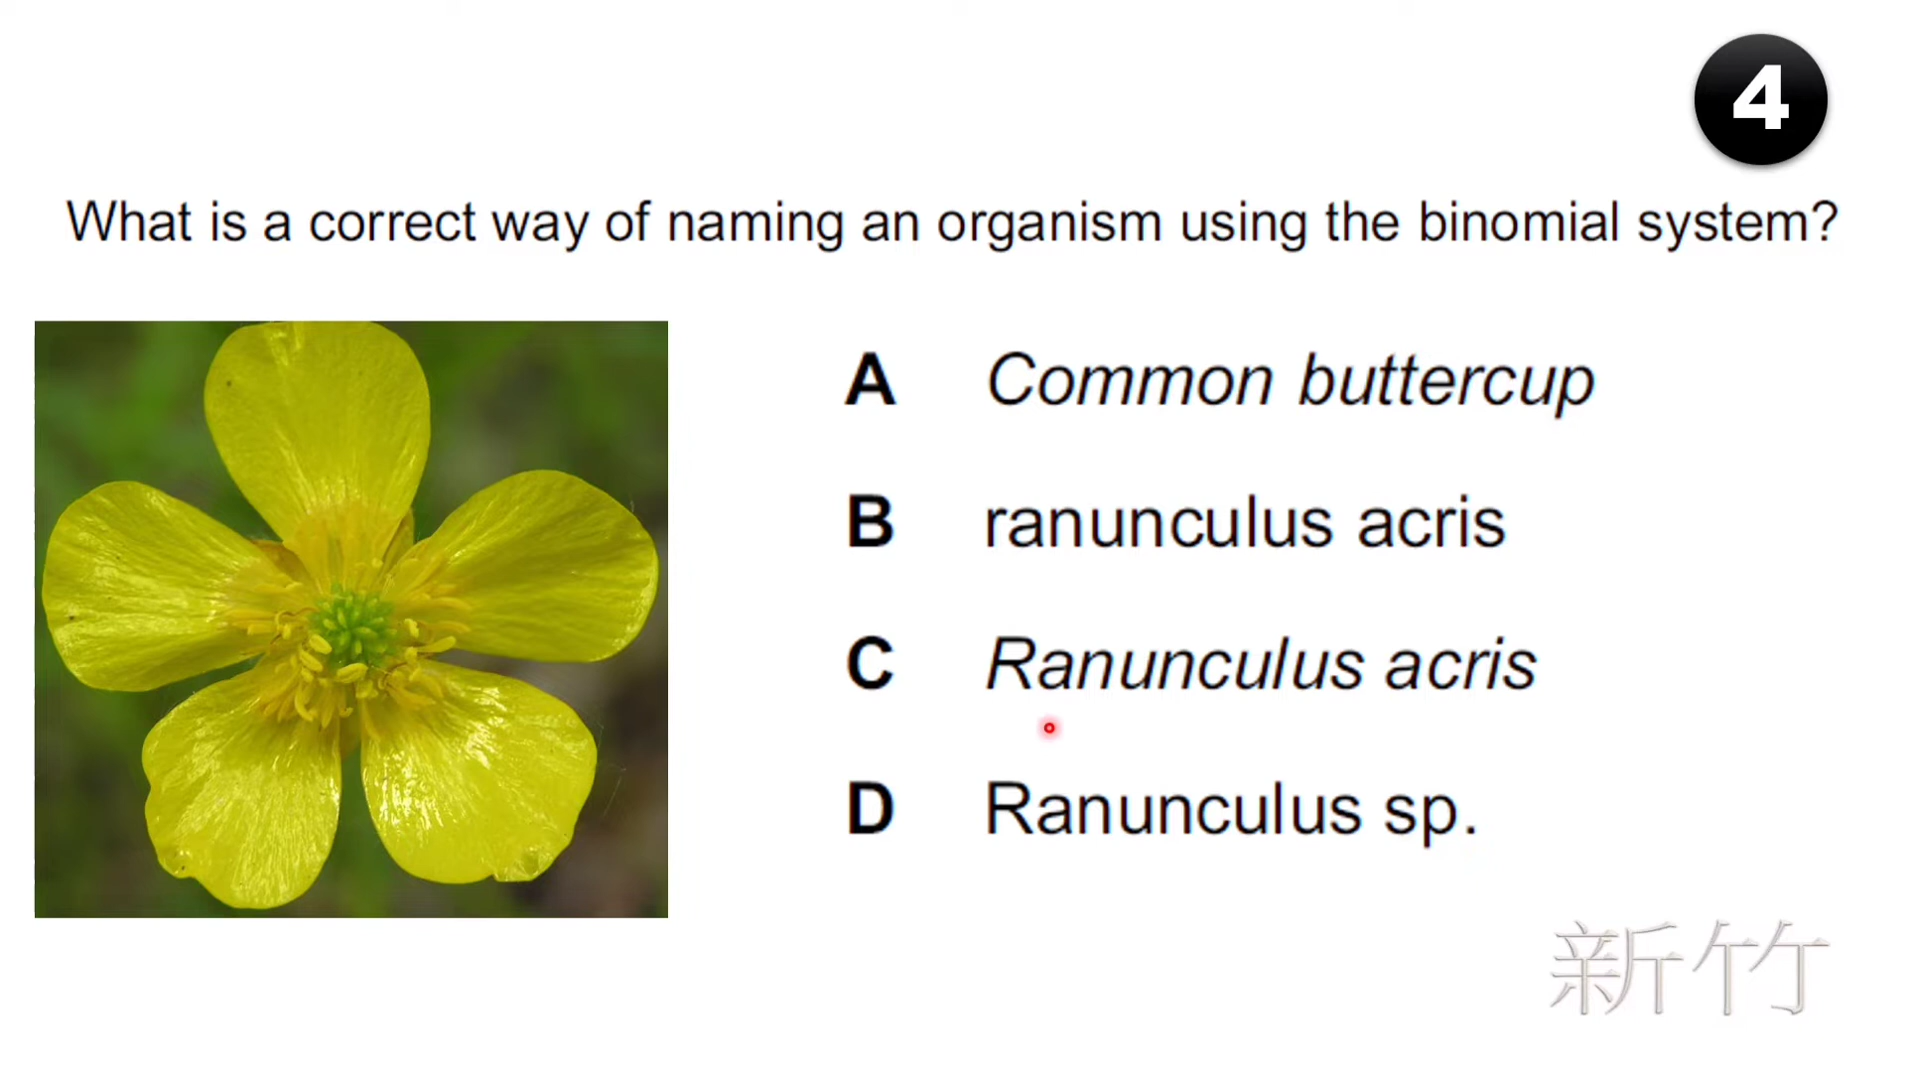 4
What is a correct way of naming an organism using the binomial system?
A Common buttercup
B ranunculus acris
C Ranunculus acris
D Ranunculus sp.
新竹